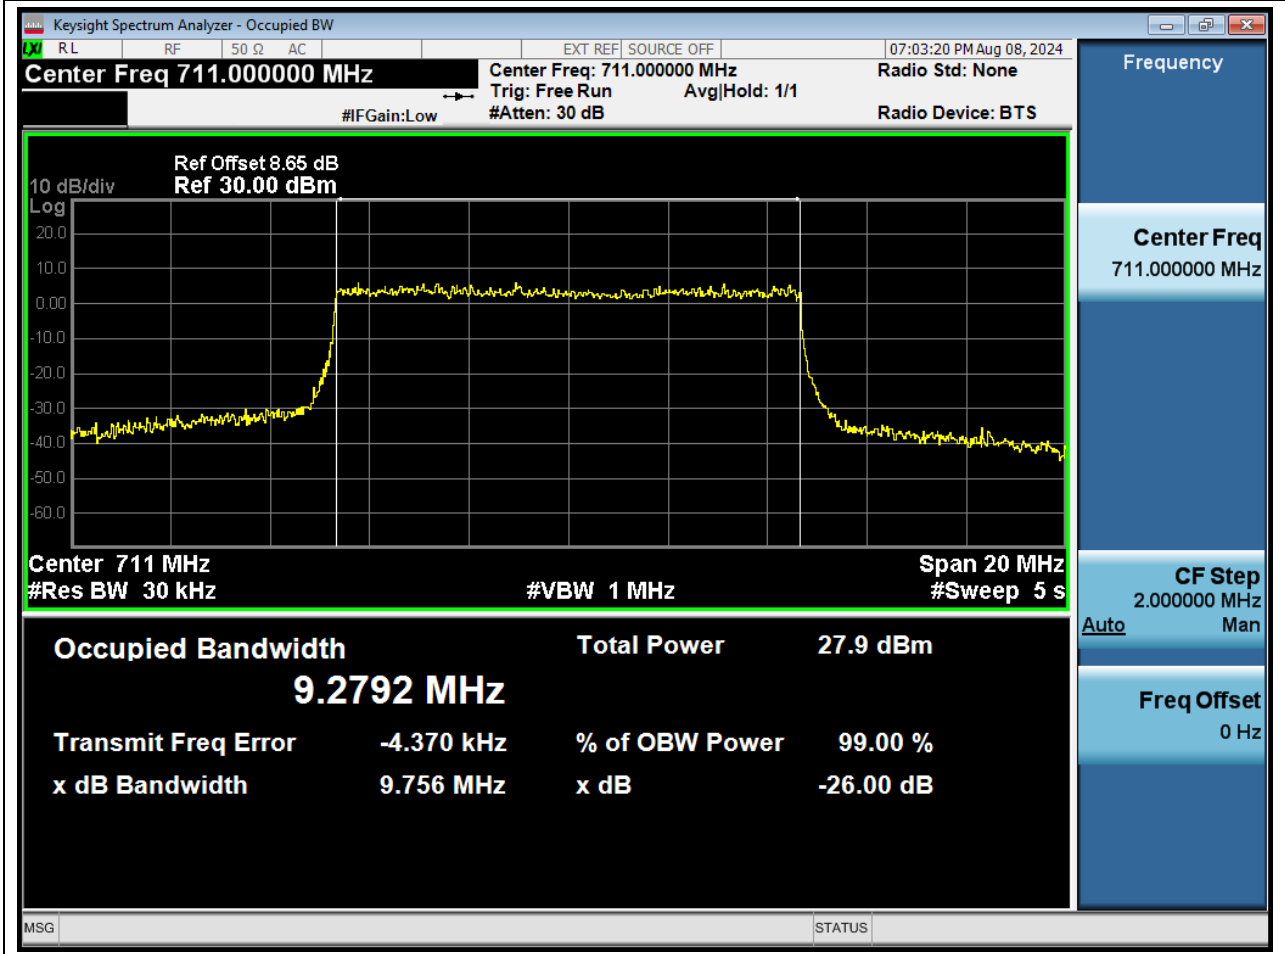 Keysight Spectrum Analyzer - Occupied BW
LXI RL RF 50 Ω AC EXT REF SOURCE OFF 07:03:20 PM Aug 08, 2024
Center Freq 711.000000 MHz
Center Freq: 711.000000 MHz
Radio Std: None
Trig: Free Run Avg|Hold: 1/1
#IFGain:Low
#Atten: 30 dB
Radio Device: BTS
Ref Offset 8.65 dB
10 dB/div Ref 30.00 dBm
Log
20.0
10.0
0.00
-10.0
-20.0
-30.0
-40.0
-50.0
-60.0
Center 711 MHz Span 20 MHz
#Res BW 30 kHz #VBW 1 MHz #Sweep 5 s
Occupied Bandwidth Total Power 27.9 dBm
9.2792 MHz
Transmit Freq Error -4.370 kHz % of OBW Power 99.00 %
x dB Bandwidth 9.756 MHz x dB -26.00 dB
Frequency
Center Freq
711.000000 MHz
CF Step
2.000000 MHz
Auto Man
Freq Offset
0 Hz
MSG STATUS